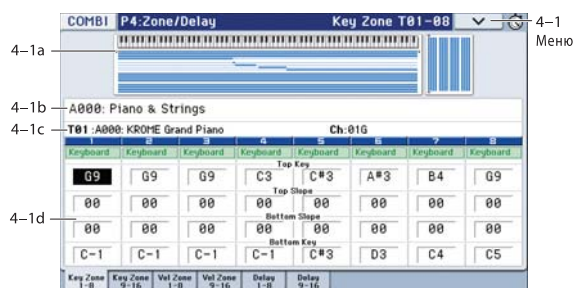 COMBI P4:Zone/Delay Key Zone T01-08
4–1
Меню
4–1a
4–1b
A000: Piano & Strings
4–1c
T01 :A000: KROME Grand Piano Ch:01G
1 2 3 4 5 6 7 8
Keyboard Keyboard Keyboard Keyboard Keyboard Keyboard Keyboard Keyboard
Top Key
G9 G9 G9 C3 C#3 A#3 B4 G9
Top Slope
00 00 00 00 00 00 00 00
4–1d
Bottom Slope
00 00 00 00 00 00 00 00
Bottom Key
C-1 C-1 C-1 C-1 C#3 D3 C4 C5
Key Zone 1-8 Key Zone 9-16 Vel Zone 1-8 Vel Zone 9-16 Delay 1-8 Delay 9-16